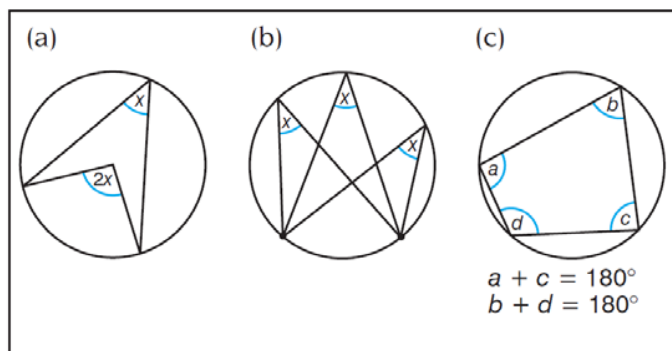 (a)
(b)
(c)
x
2x
x
x
x
b
a
d
c
a + c = 180°
b + d = 180°